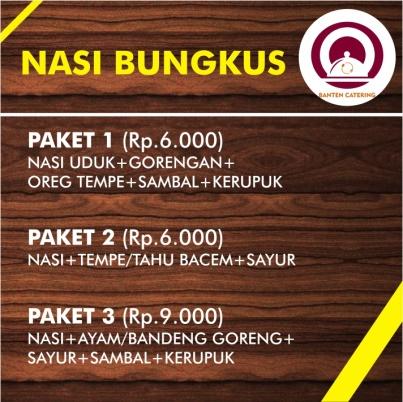 NASI BUNGKUS
BANTEN CATERING
PAKET 1 (Rp.6.000)
NASI UDUK+GORENGAN+
OREG TEMPE+SAMBAL+KERUPUK
PAKET 2 (Rp.6.000)
NASI+TEMPE/TAHU BACEM+SAYUR
PAKET 3 (Rp.9.000)
NASI+AYAM/BANDENG GORENG+
SAYUR+SAMBAL+KERUPUK